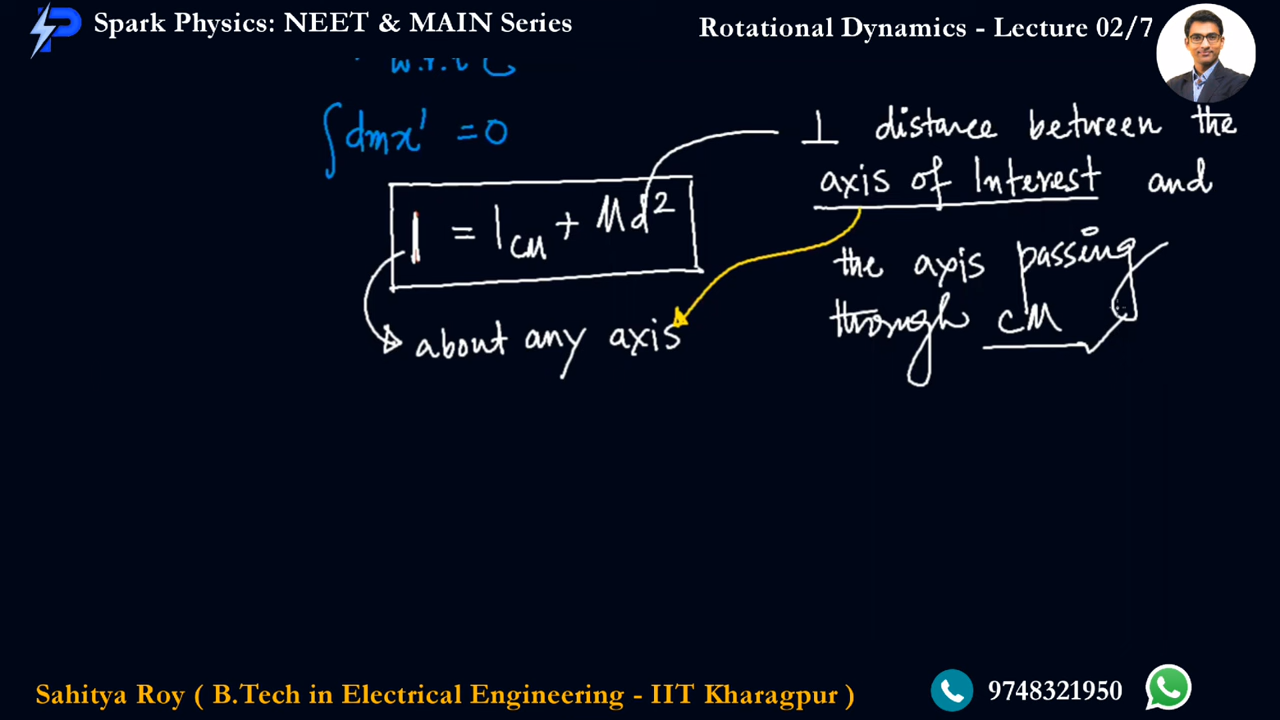 Spark Physics: NEET & MAIN Series
Rotational Dynamics - Lecture 02/7
w.r.t C
∫dmx' = 0
⊥ distance between the
axis of Interest and
I = I_CM + Md²
the axis passing
through CM
about any axis
Sahitya Roy ( B.Tech in Electrical Engineering - IIT Kharagpur )
9748321950